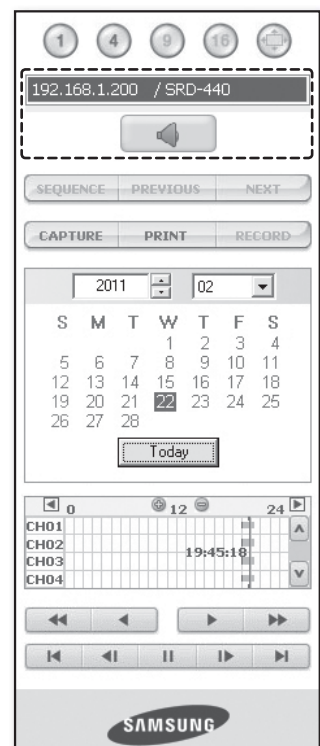 1 4 9 16
192.168.1.200 / SRD-440
SEQUENCE PREVIOUS NEXT
CAPTURE PRINT RECORD
2011 02
S M T W T F S
1 2 3 4
5 6 7 8 9 10 11
12 13 14 15 16 17 18
19 20 21 22 23 24 25
26 27 28
Today
0 12 24
CH01
CH02
19:45:18
CH03
CH04
SAMSUNG